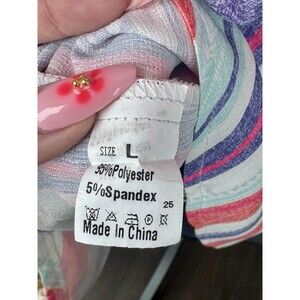 SIZE L
95%Polyester
5%Spandex
25
Made In China